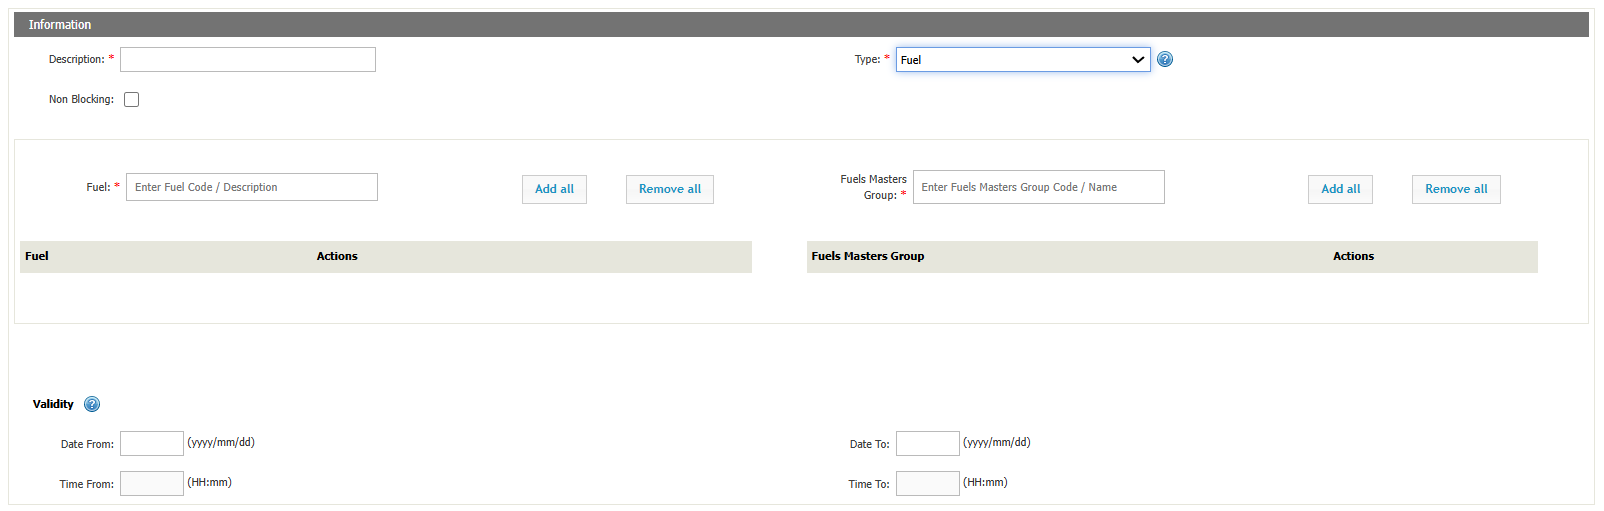 Information
Description: *
Type: * Fuel ?
Non Blocking:
Fuel: * Enter Fuel Code / Description Add all Remove all
Fuels Masters
Group: * Enter Fuels Masters Group Code / Name Add all Remove all
Fuel Actions
Fuels Masters Group Actions
Validity ?
Date From: (yyyy/mm/dd)
Date To: (yyyy/mm/dd)
Time From: (HH:mm)
Time To: (HH:mm)